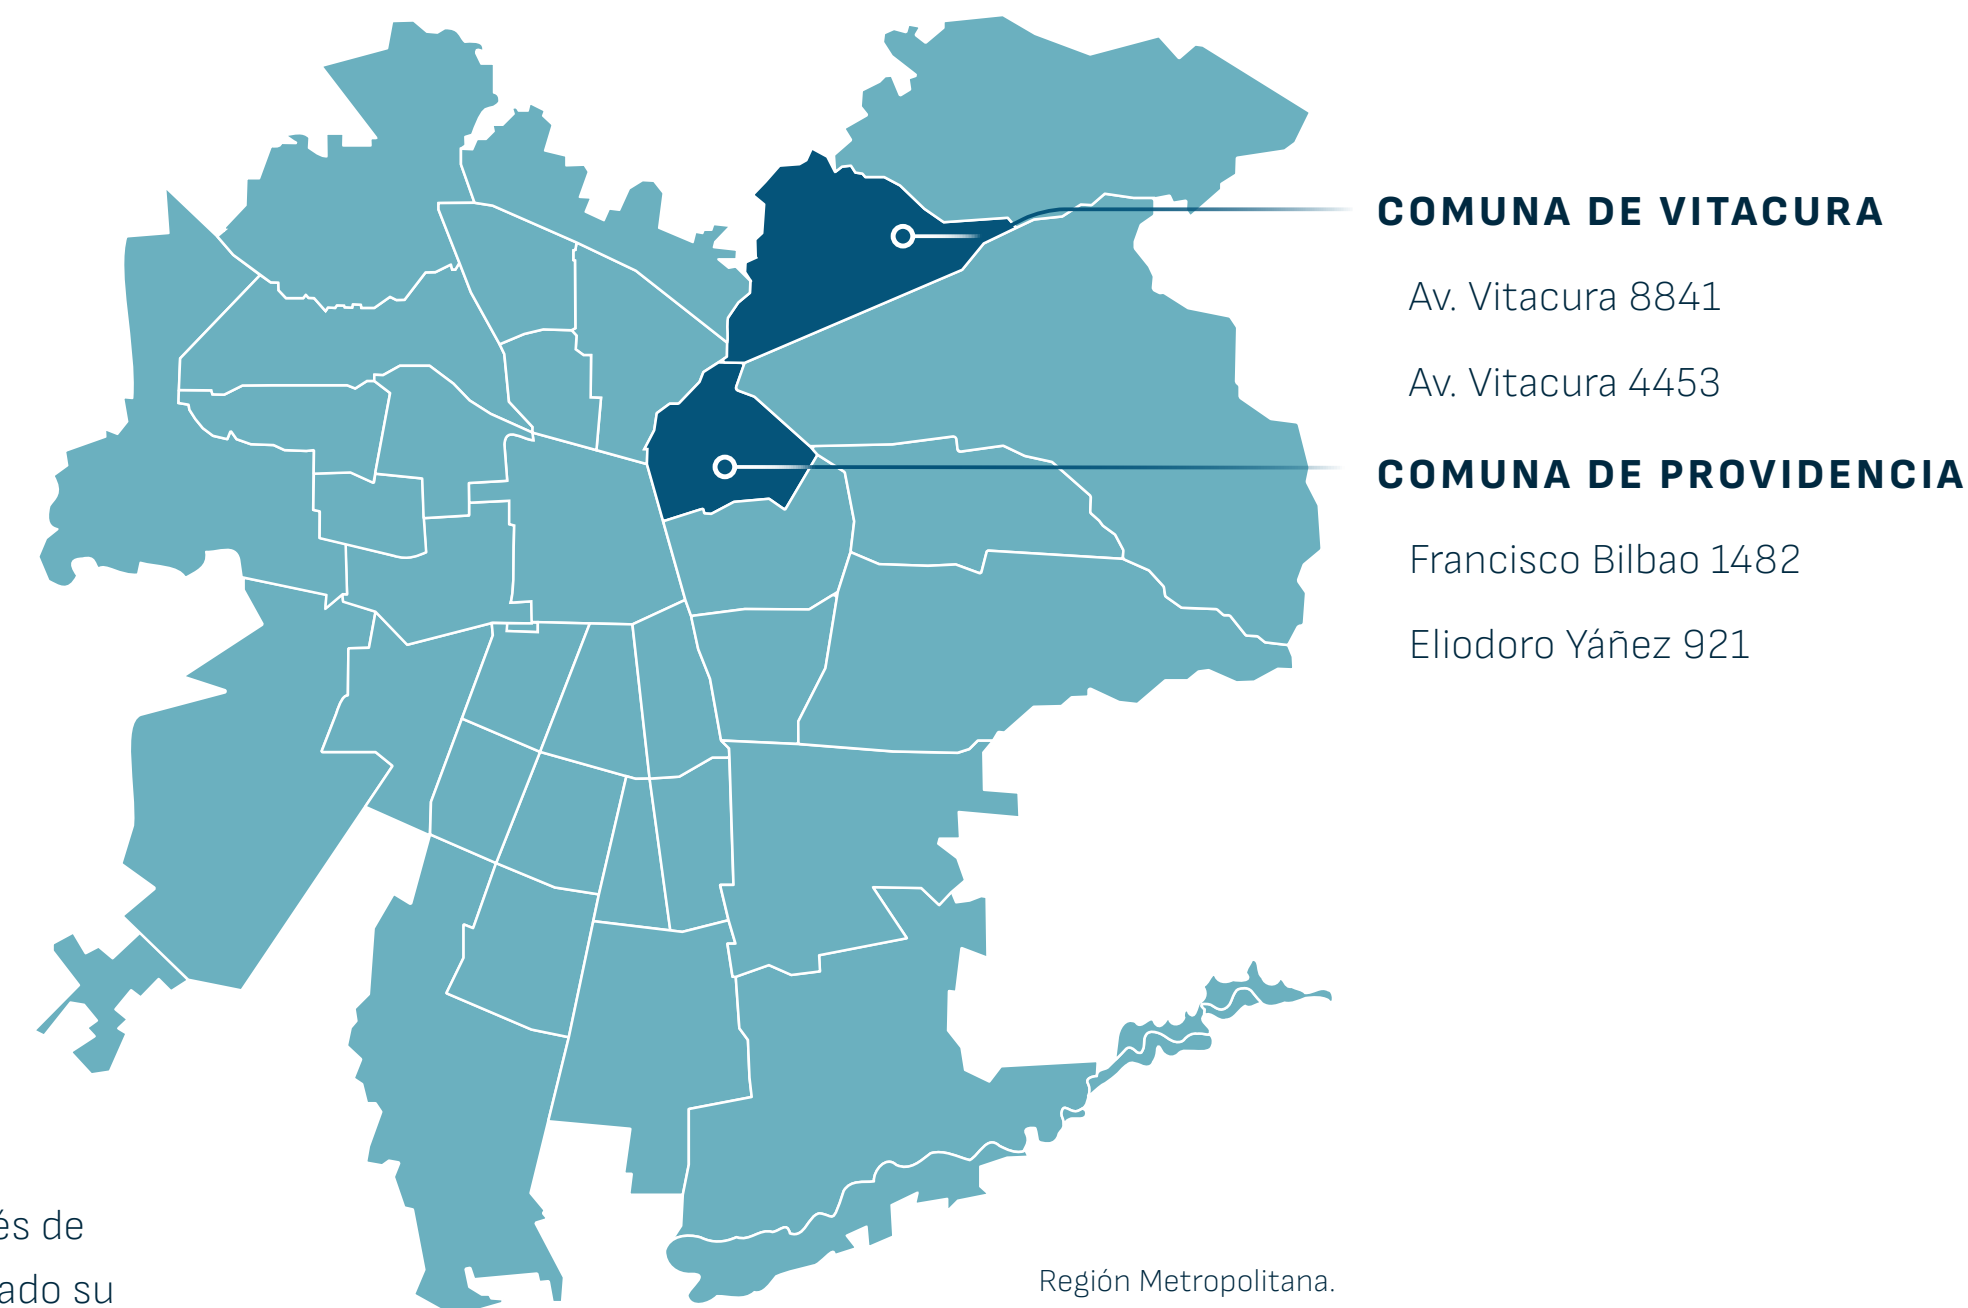 COMUNA DE VITACURA
Av. Vitacura 8841
Av. Vitacura 4453
COMUNA DE PROVIDENCIA
Francisco Bilbao 1482
Eliodoro Yáñez 921
és de
ado su
Región Metropolitana.